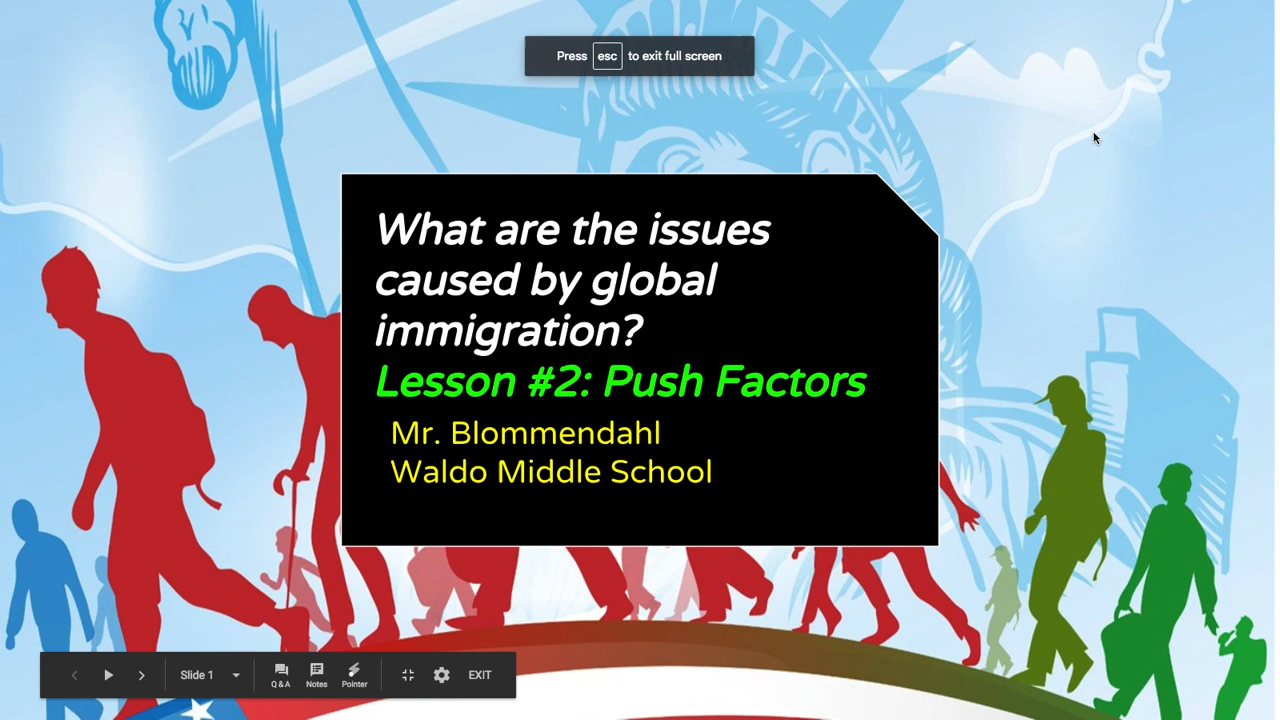 Press esc to exit full screen
What are the issues
caused by global
immigration?
Lesson #2: Push Factors
Mr. Blommendahl
Waldo Middle School
Slide 1
Q & A
Notes
Pointer
EXIT